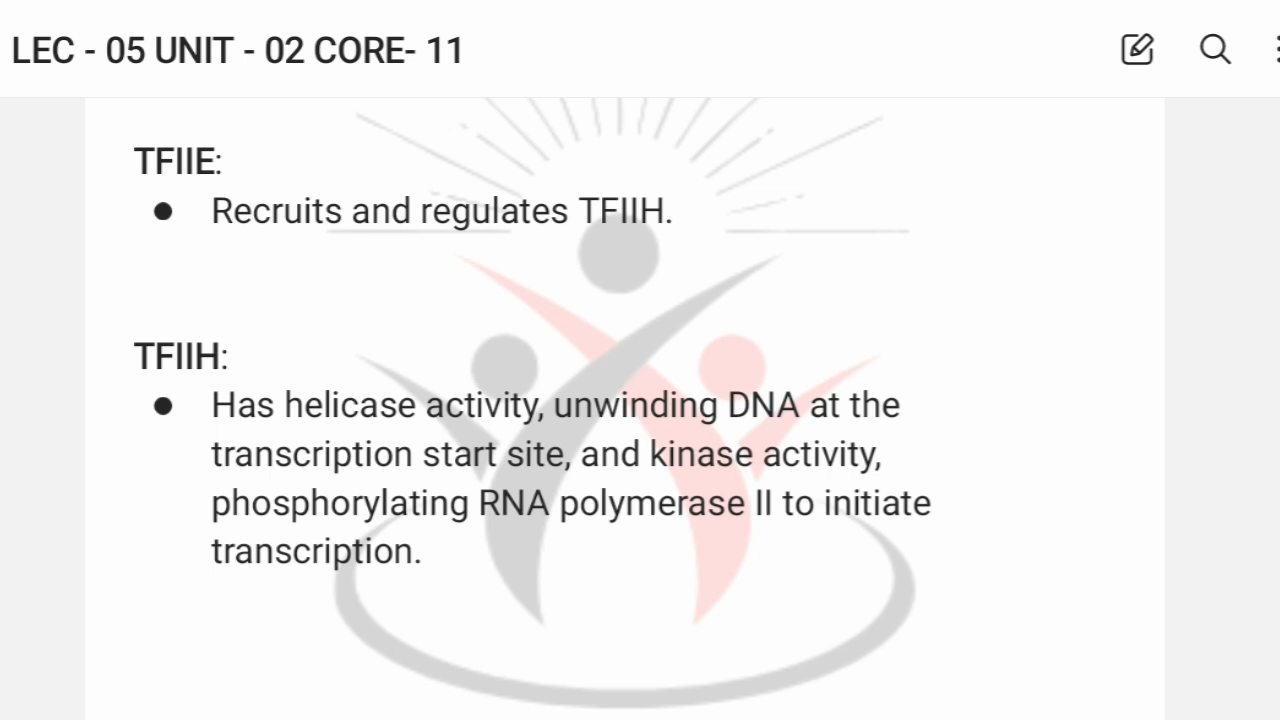 LEC - 05 UNIT - 02 CORE- 11
TFIIE:
● Recruits and regulates TFIIH.
TFIIH:
● Has helicase activity, unwinding DNA at the
transcription start site, and kinase activity,
phosphorylating RNA polymerase II to initiate
transcription.